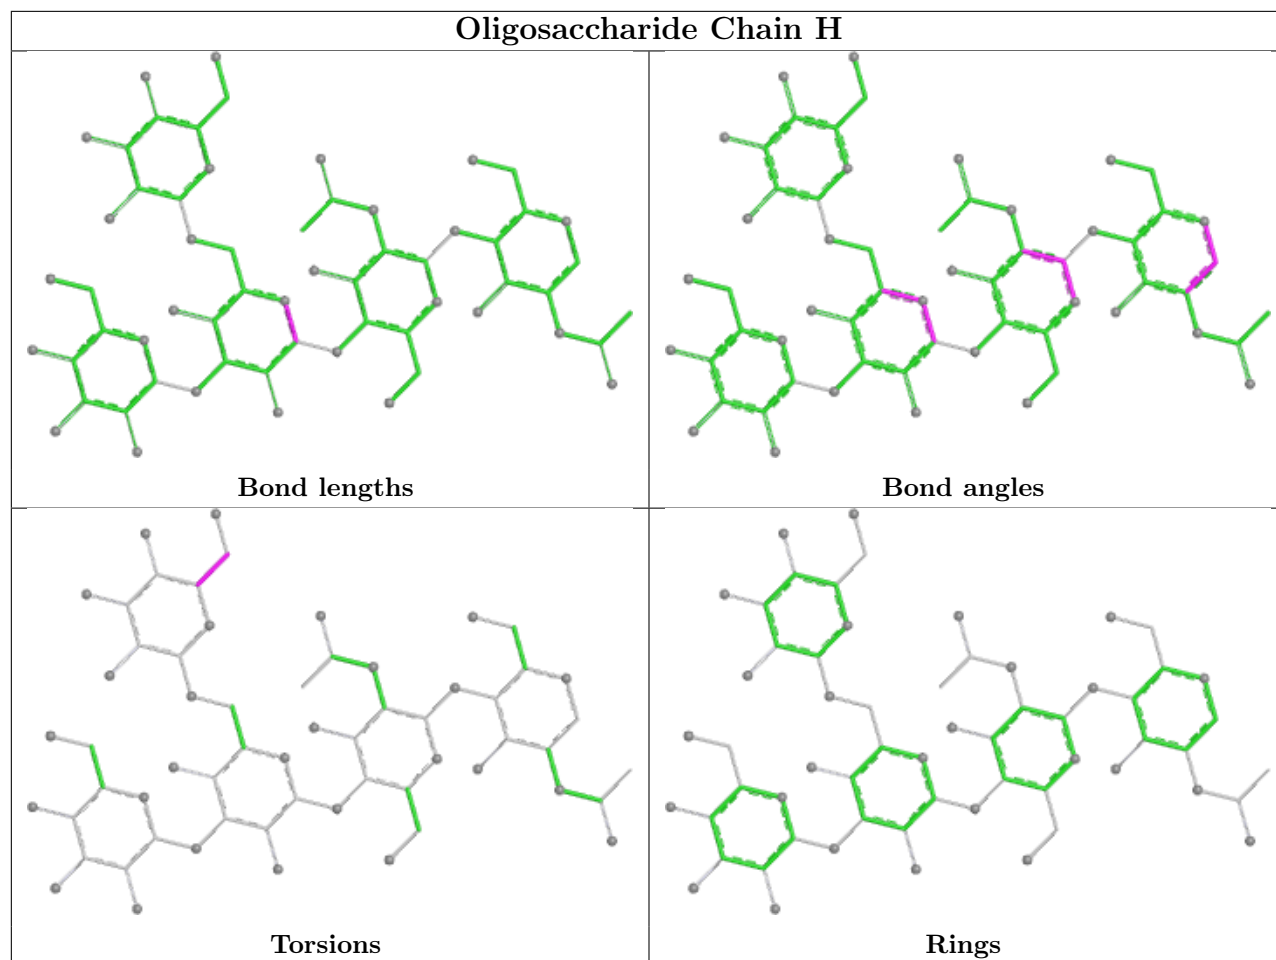 Oligosaccharide Chain H
Bond lengths
Bond angles
Torsions
Rings